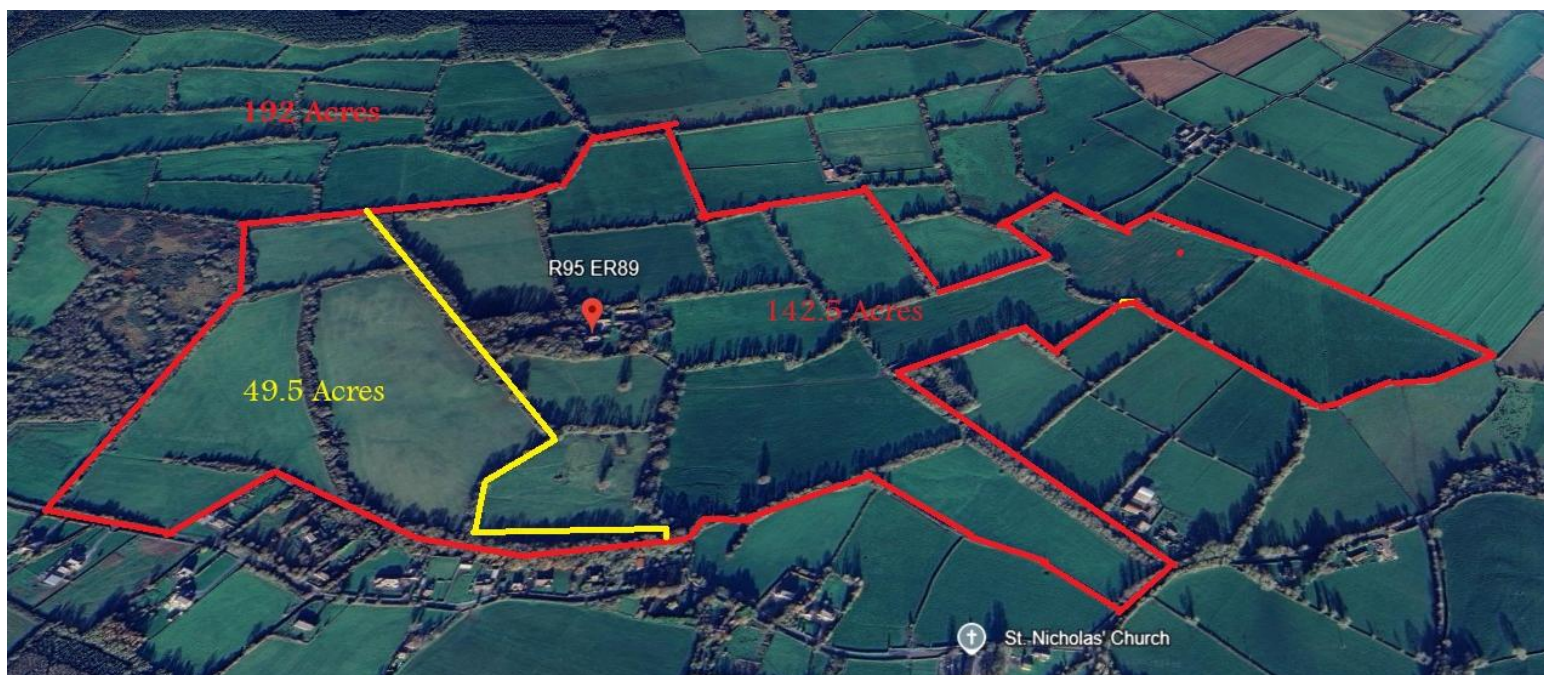 192 Acres
R95 ER89
142.5 Acres
49.5 Acres
St. Nicholas' Church